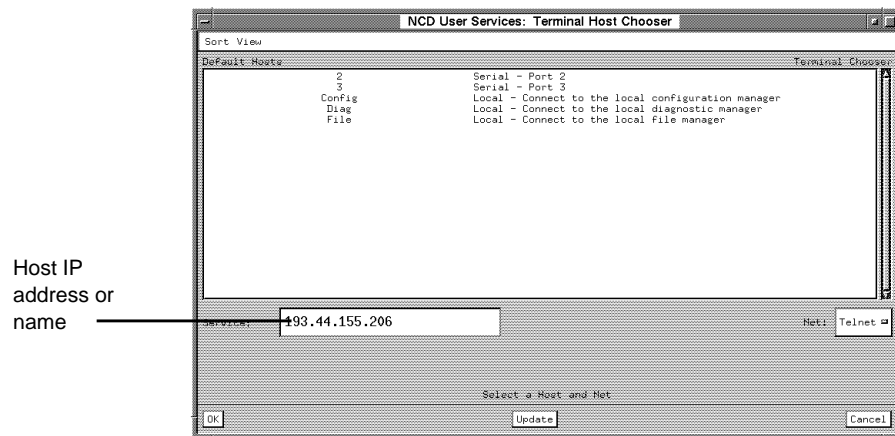 NCD User Services: Terminal Host Chooser
Sort View
Default Hosts Terminal Chooser
2 Serial - Port 2
3 Serial - Port 3
Config Local - Connect to the local configuration manager
Diag Local - Connect to the local diagnostic manager
File Local - Connect to the local file manager
Host IP
address or
name
Service: 193.44.155.206 Net: Telnet
Select a Host and Net
OK Update Cancel